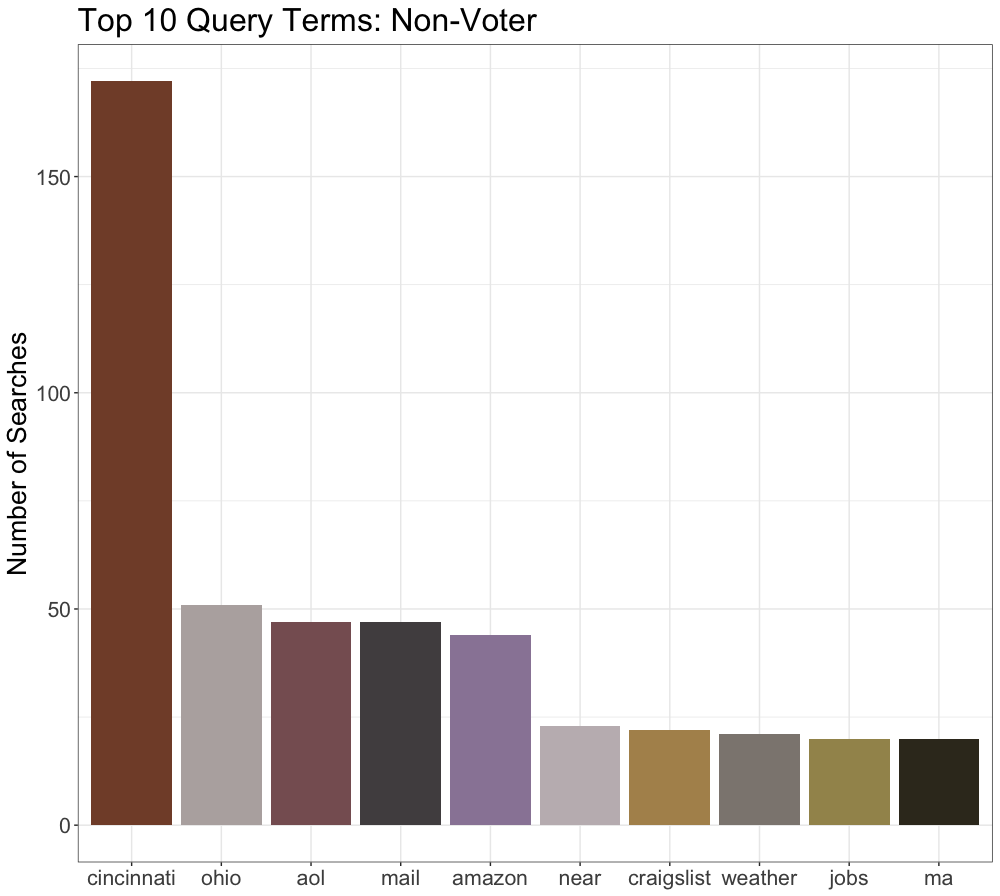 Top 10 Query Terms: Non-Voter
Number of Searches
150
100
50
0
cincinnati ohio aol mail amazon near craigslist weather jobs ma